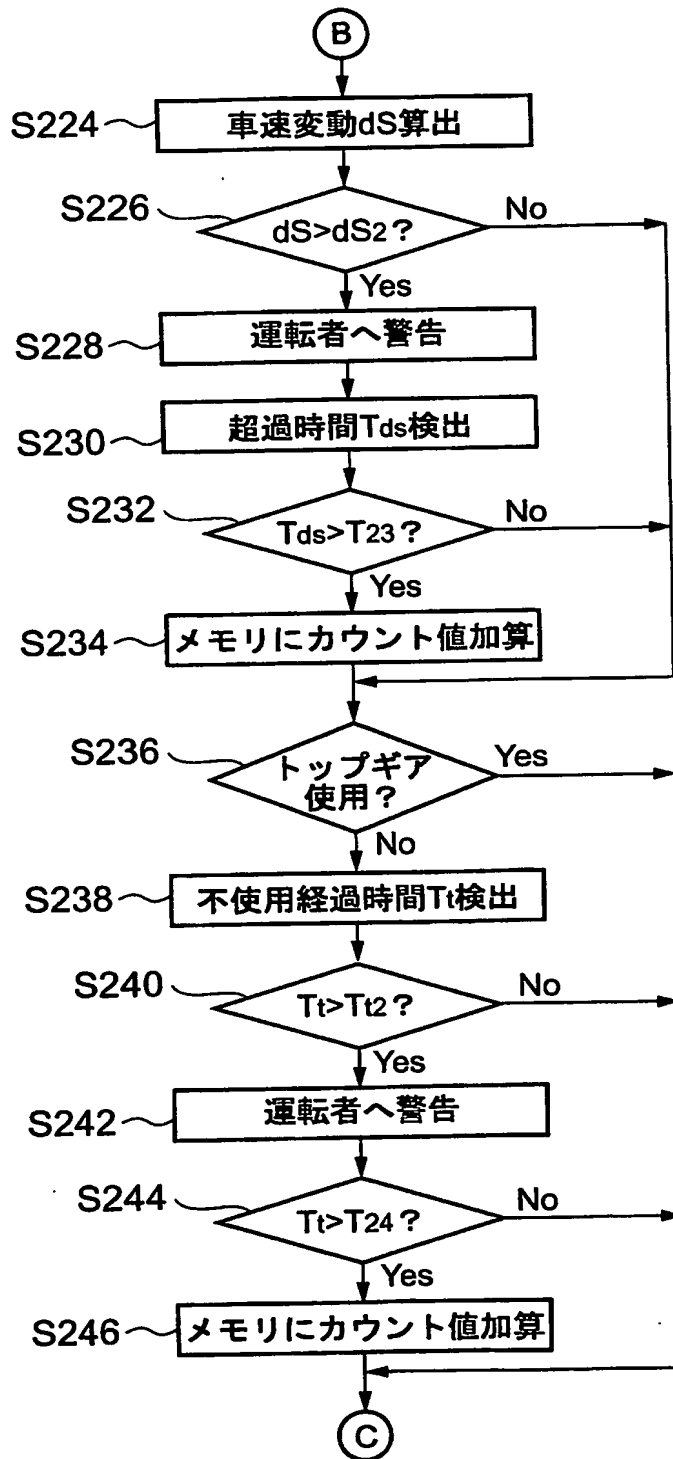 B
S224
車速変動dS算出
S226
dS>dS2?
No
Yes
S228
運転者へ警告
S230
超過時間Tds検出
S232
Tds>T23?
No
Yes
S234
メモリにカウント値加算
S236
トップギア
使用?
Yes
No
S238
不使用経過時間Tt検出
S240
Tt>Tt2?
No
Yes
S242
運転者へ警告
S244
Tt>T24?
No
Yes
S246
メモリにカウント値加算
C